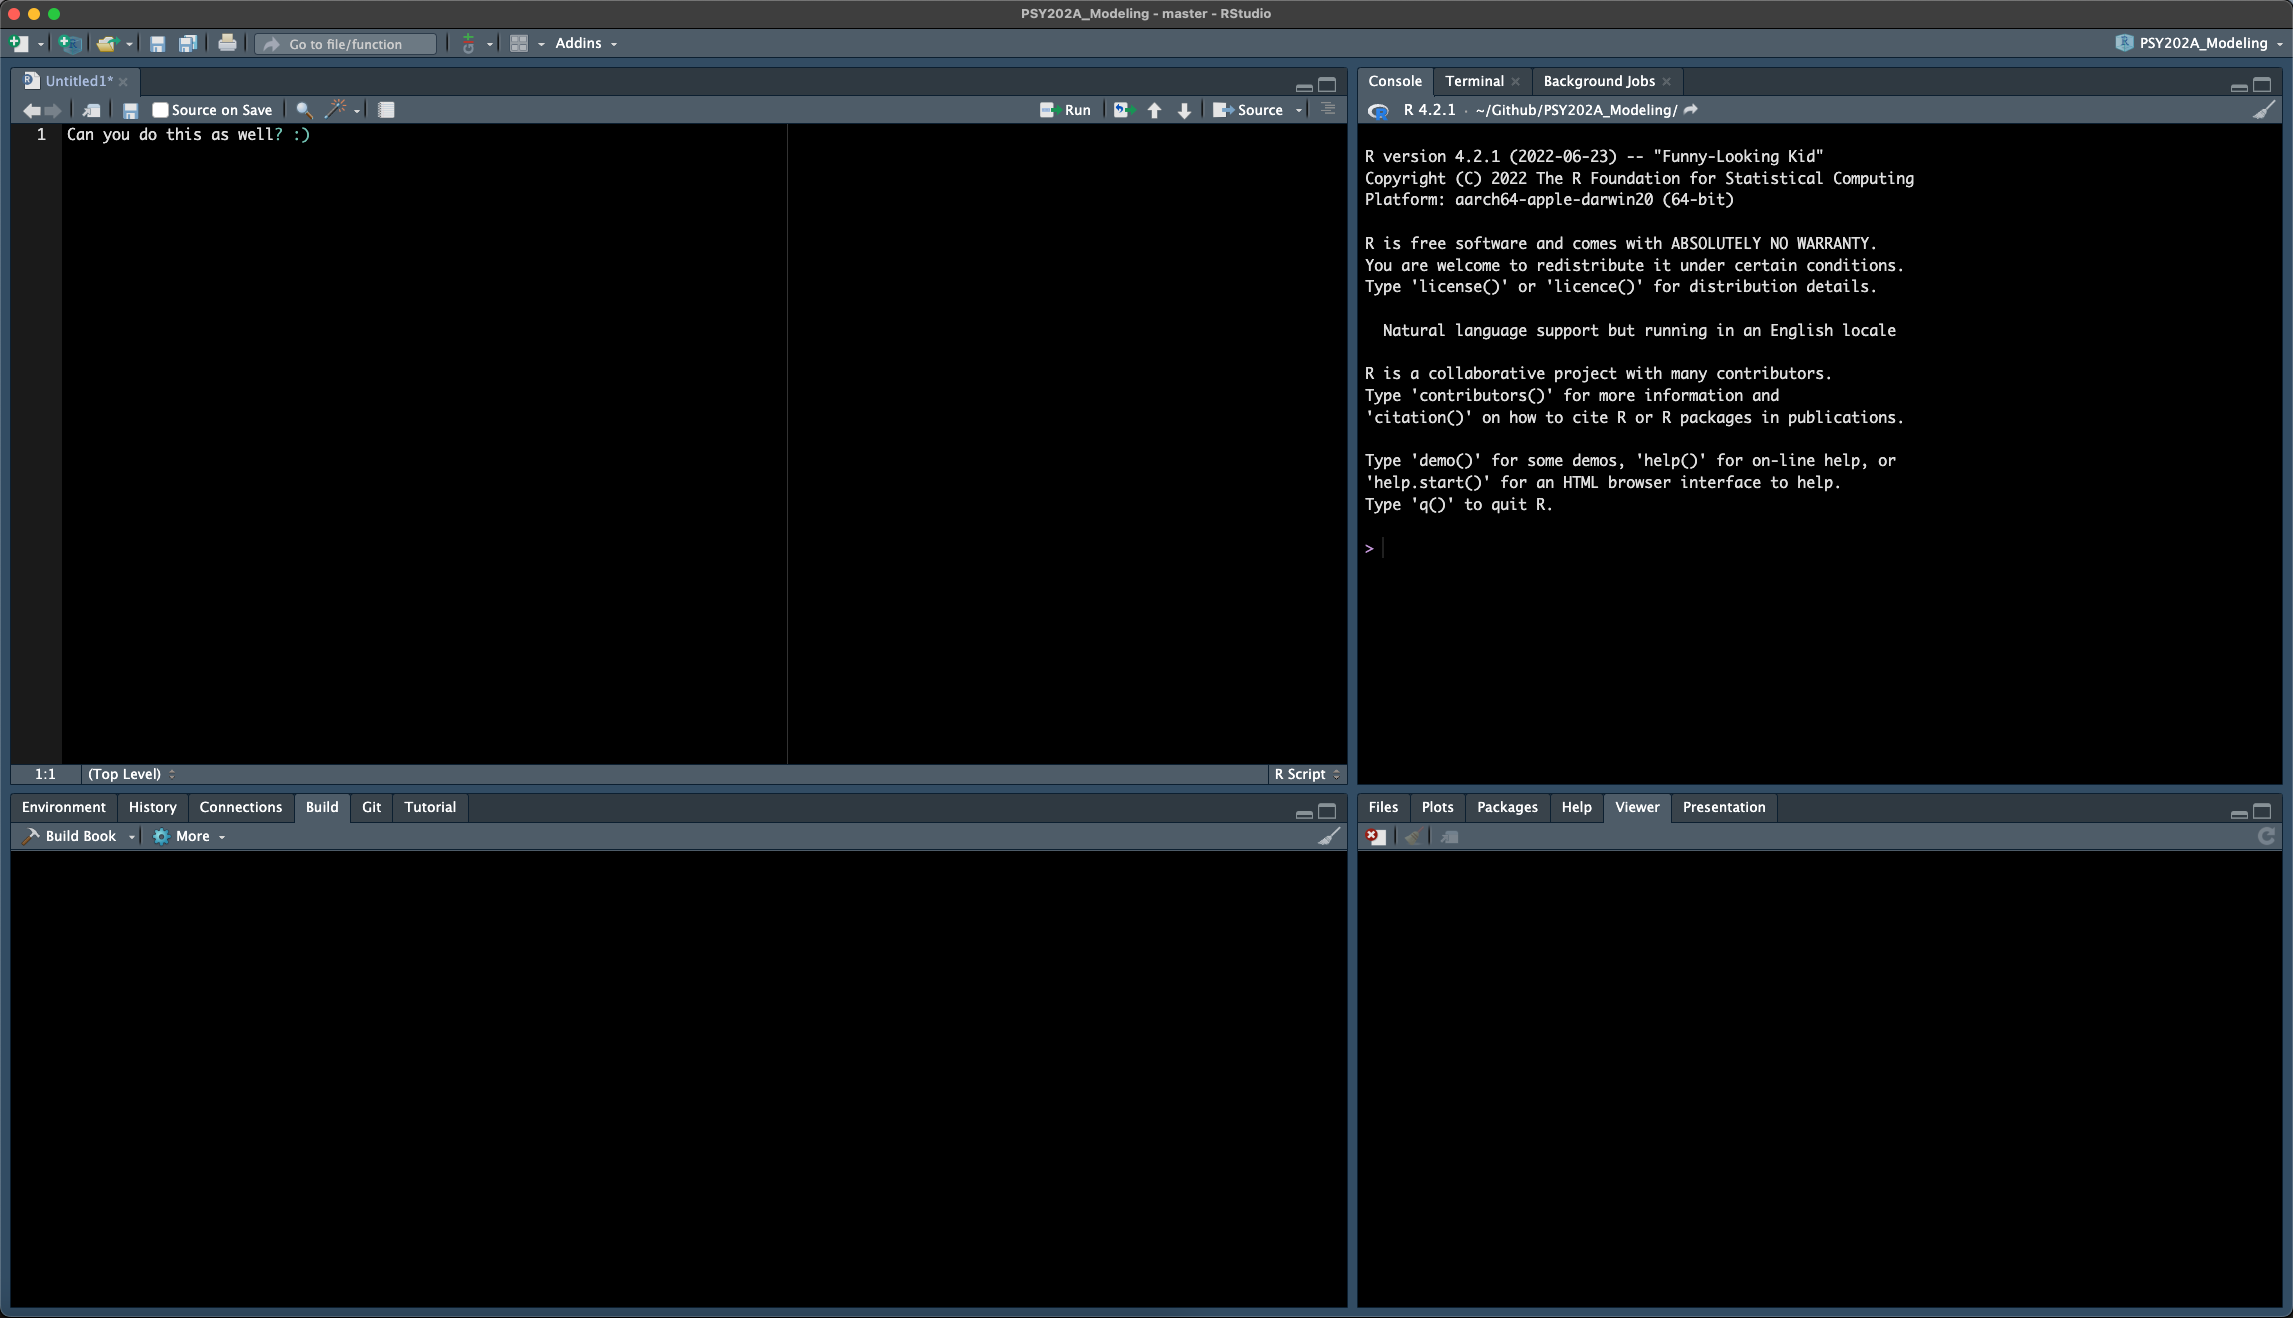 PSY202A_Modeling - master - RStudio
Go to file/function
Addins
PSY202A_Modeling
Untitled1*
Source on Save
Run
Source
1 Can you do this as well? :)
1:1 (Top Level)
R Script
Console Terminal Background Jobs
R 4.2.1 · ~/Github/PSY202A_Modeling/
R version 4.2.1 (2022-06-23) -- "Funny-Looking Kid"
Copyright (C) 2022 The R Foundation for Statistical Computing
Platform: aarch64-apple-darwin20 (64-bit)
R is free software and comes with ABSOLUTELY NO WARRANTY.
You are welcome to redistribute it under certain conditions.
Type 'license()' or 'licence()' for distribution details.
Natural language support but running in an English locale
R is a collaborative project with many contributors.
Type 'contributors()' for more information and
'citation()' on how to cite R or R packages in publications.
Type 'demo()' for some demos, 'help()' for on-line help, or
'help.start()' for an HTML browser interface to help.
Type 'q()' to quit R.
>
Environment History Connections Build Git Tutorial
Build Book More
Files Plots Packages Help Viewer Presentation